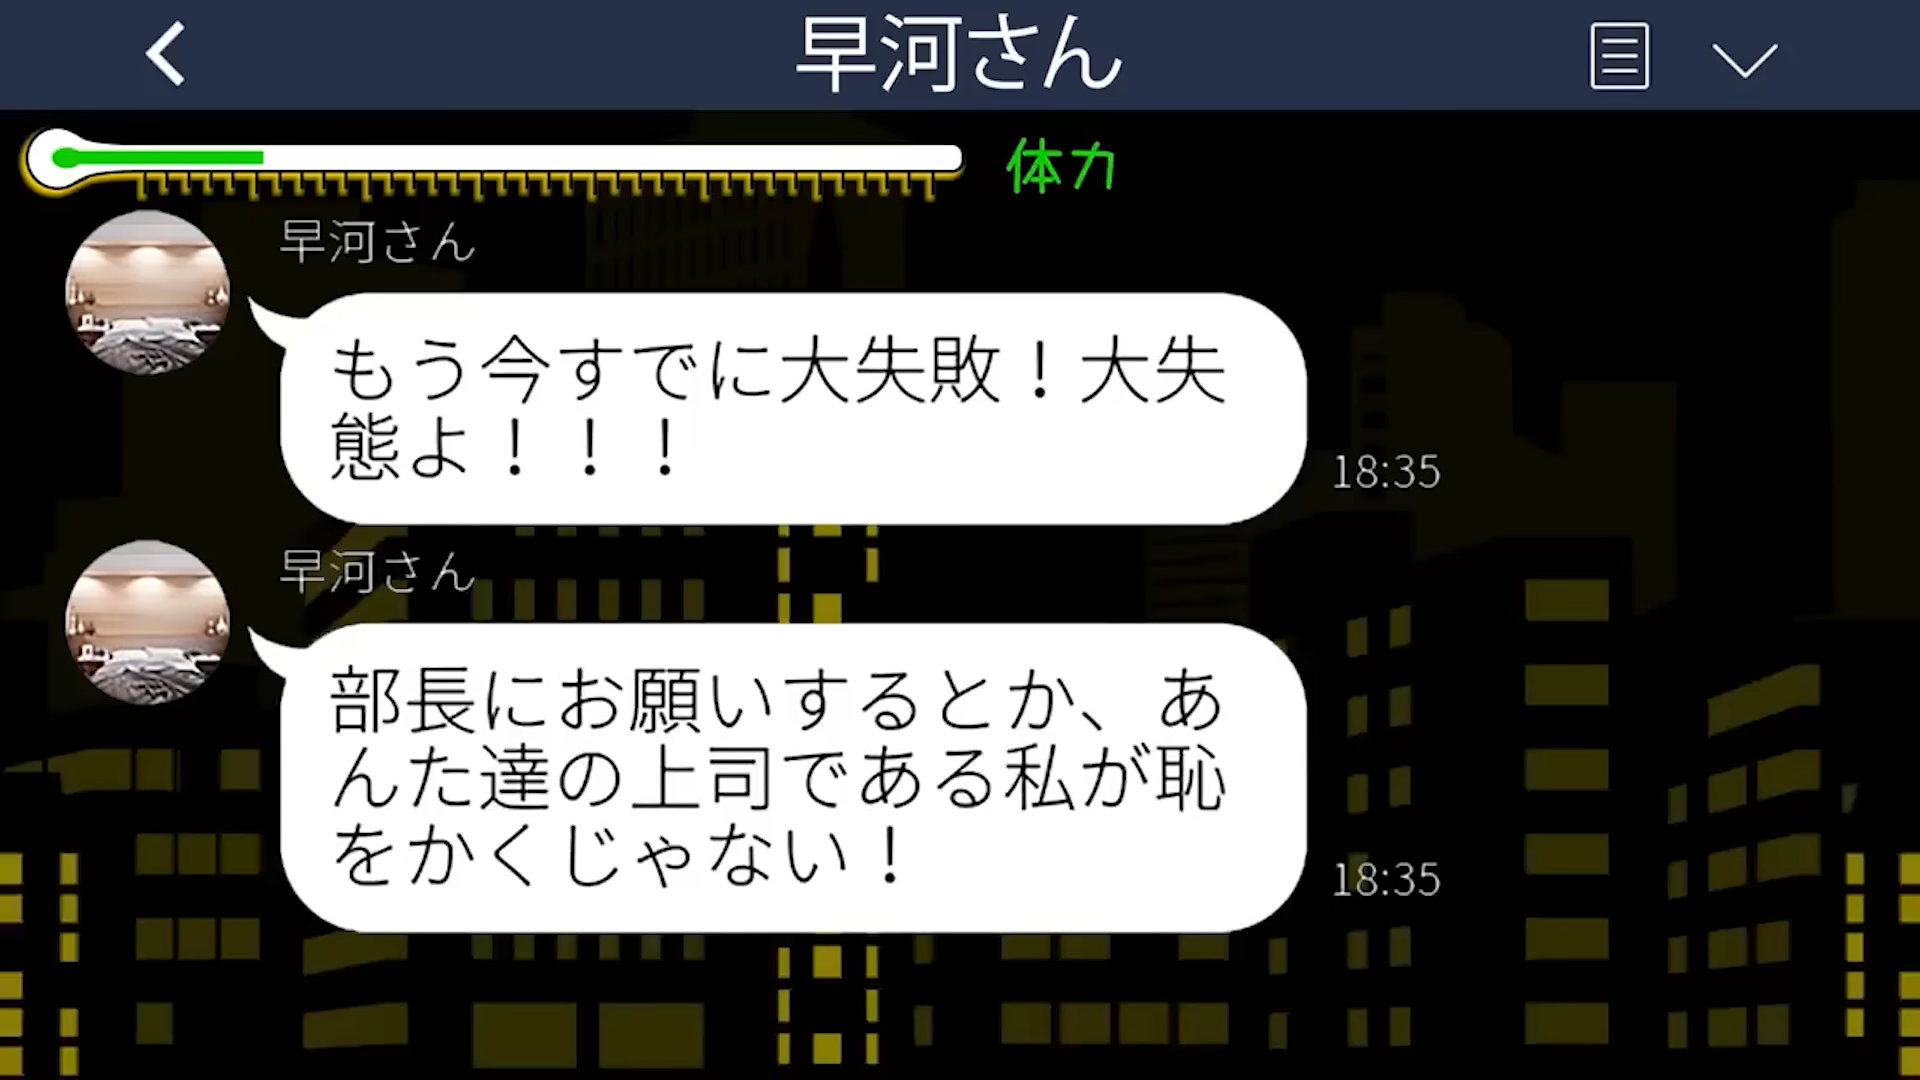 早河さん
体力
早河さん
もう今すでに大失敗！大失
態よ！！！
18:35
早河さん
部長にお願いするとか、あ
んた達の上司である私が恥
をかくじゃない！
18:35